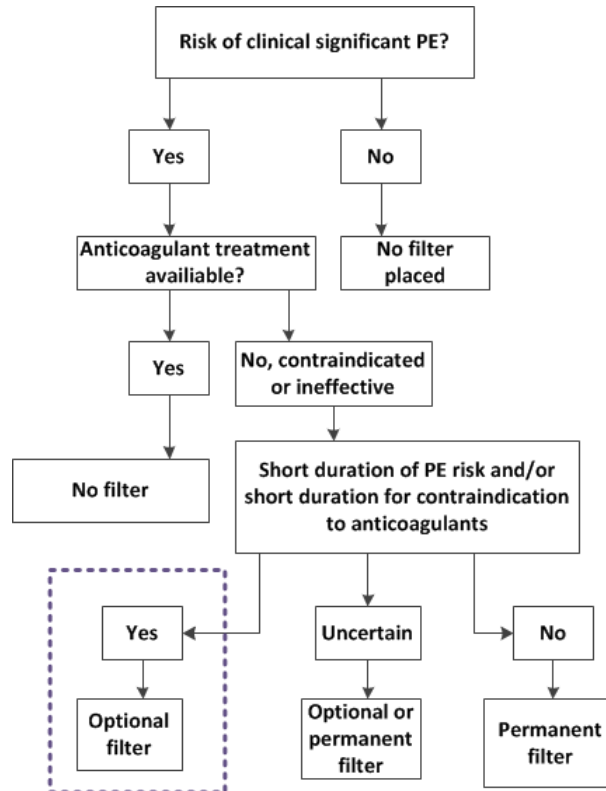 Risk of clinical significant PE?
Yes
No
Anticoagulant treatment
availiable?
No filter
placed
Yes
No, contraindicated
or ineffective
No filter
Short duration of PE risk and/or
short duration for contraindication
to anticoagulants
Yes
Uncertain
No
Optional
filter
Optional or
permanent
filter
Permanent
filter